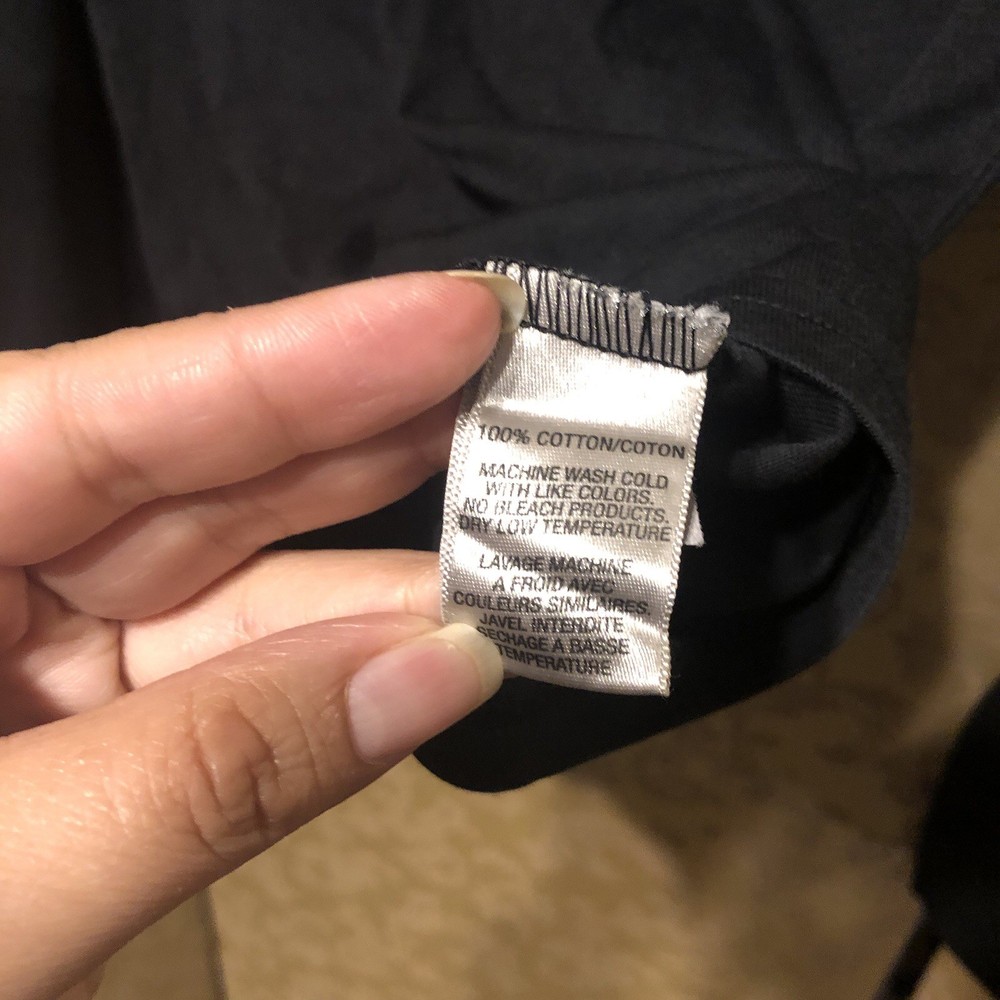 100% COTTON/COTON
MACHINE WASH COLD
WITH LIKE COLORS.
NO BLEACH PRODUCTS.
DRY LOW TEMPERATURE
LAVAGE MACHINE
A FROID AVEC
COULEURS SIMILAIRES,
JAVEL INTERDITE
SECHAGE A BASSE
TEMPERATURE